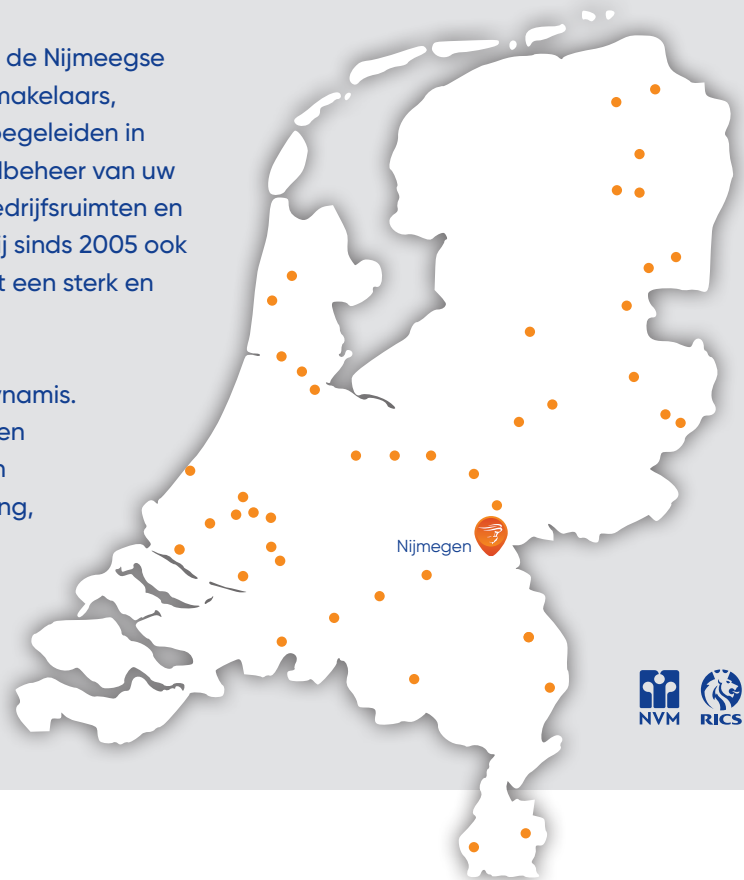 de Nijmeegse
makelaars,
begeleiden in
lbeheer van uw
edrijfsruimten en
ij sinds 2005 ook
t een sterk en
namis.
en
n
ng,
Nijmegen
NVM
RICS